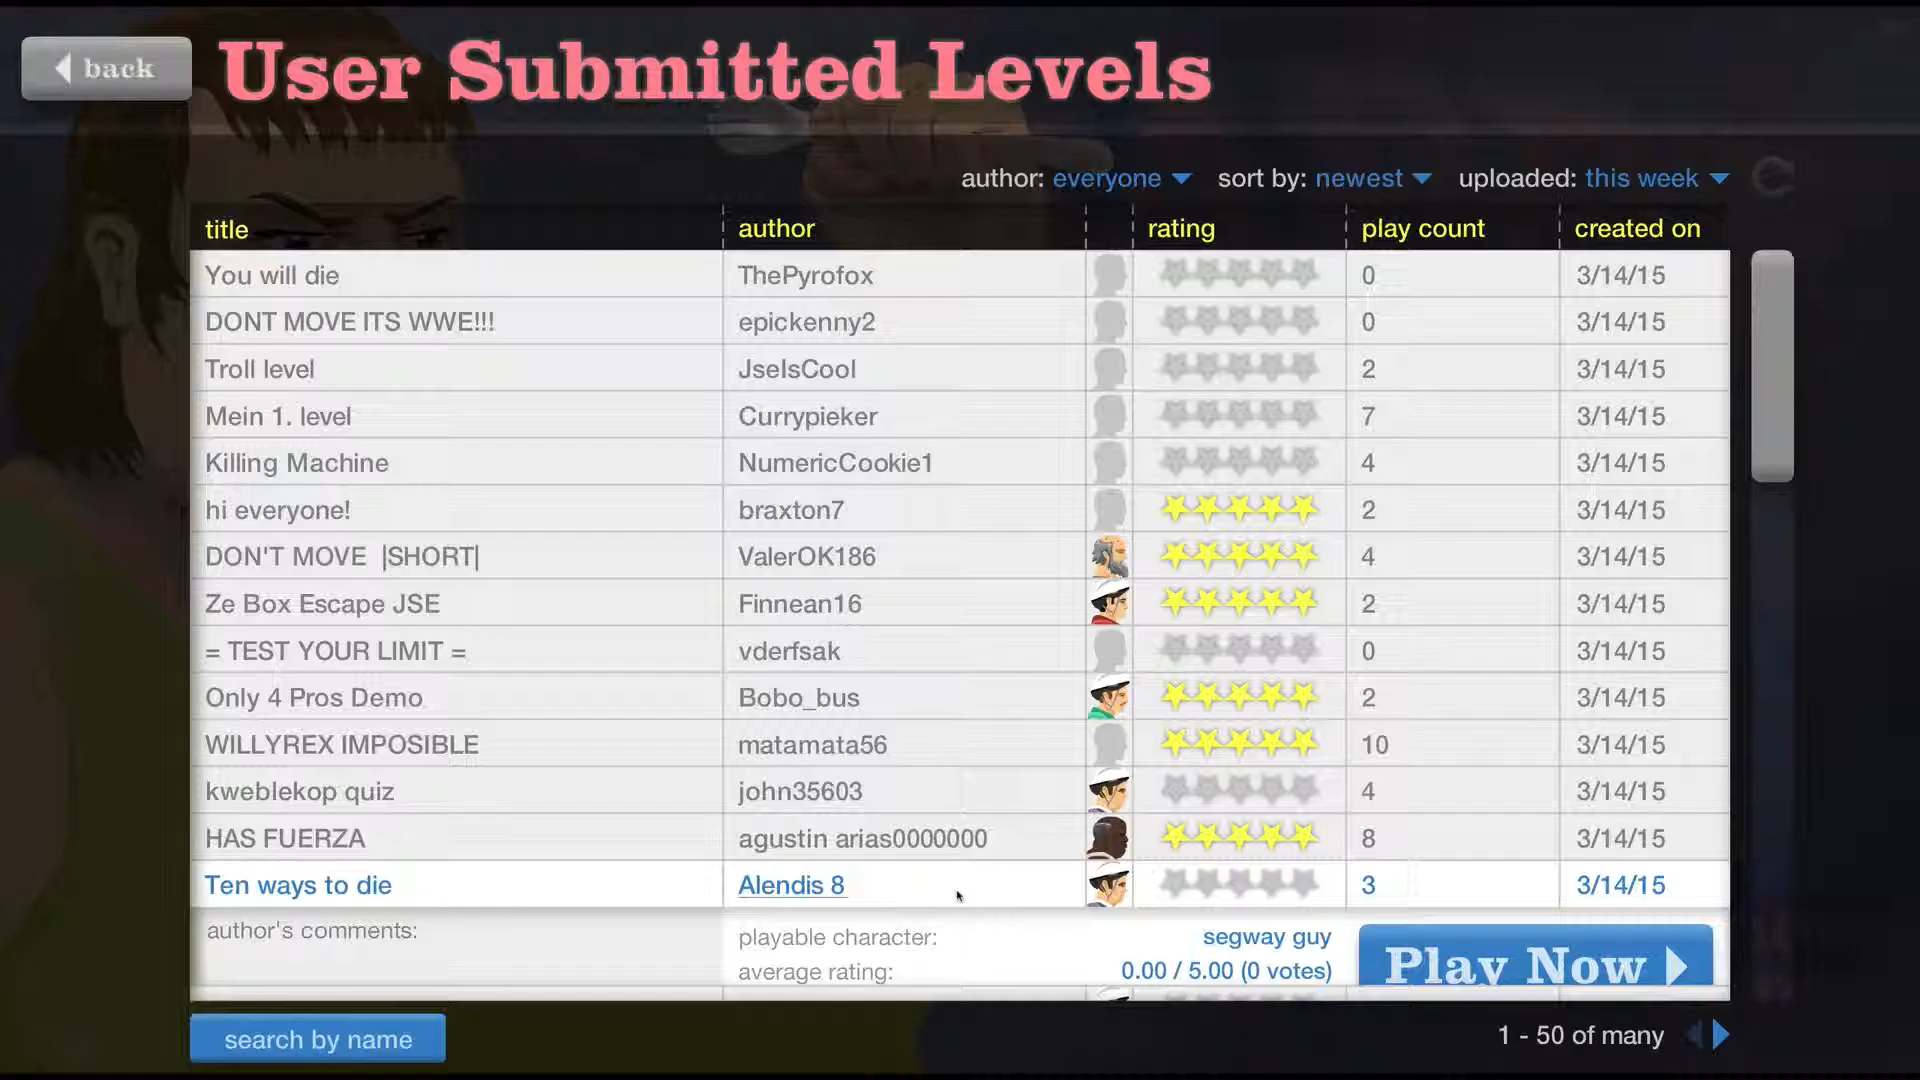 back
User Submitted Levels
author: everyone sort by: newest uploaded: this week
title author rating play count created on
You will die ThePyrofox 0 3/14/15
DONT MOVE ITS WWE!!! epickenny2 0 3/14/15
Troll level JseIsCool 2 3/14/15
Mein 1. level Currypieker 7 3/14/15
Killing Machine NumericCookie1 4 3/14/15
hi everyone! braxton7 2 3/14/15
DON'T MOVE |SHORT| ValerOK186 4 3/14/15
Ze Box Escape JSE Finnean16 2 3/14/15
= TEST YOUR LIMIT = vderfsak 0 3/14/15
Only 4 Pros Demo Bobo_bus 2 3/14/15
WILLYREX IMPOSIBLE matamata56 10 3/14/15
kweblekop quiz john35603 4 3/14/15
HAS FUERZA agustin arias0000000 8 3/14/15
Ten ways to die Alendis 8 3 3/14/15
author's comments: playable character: segway guy
average rating: 0.00 / 5.00 (0 votes)
Play Now
search by name
1 - 50 of many